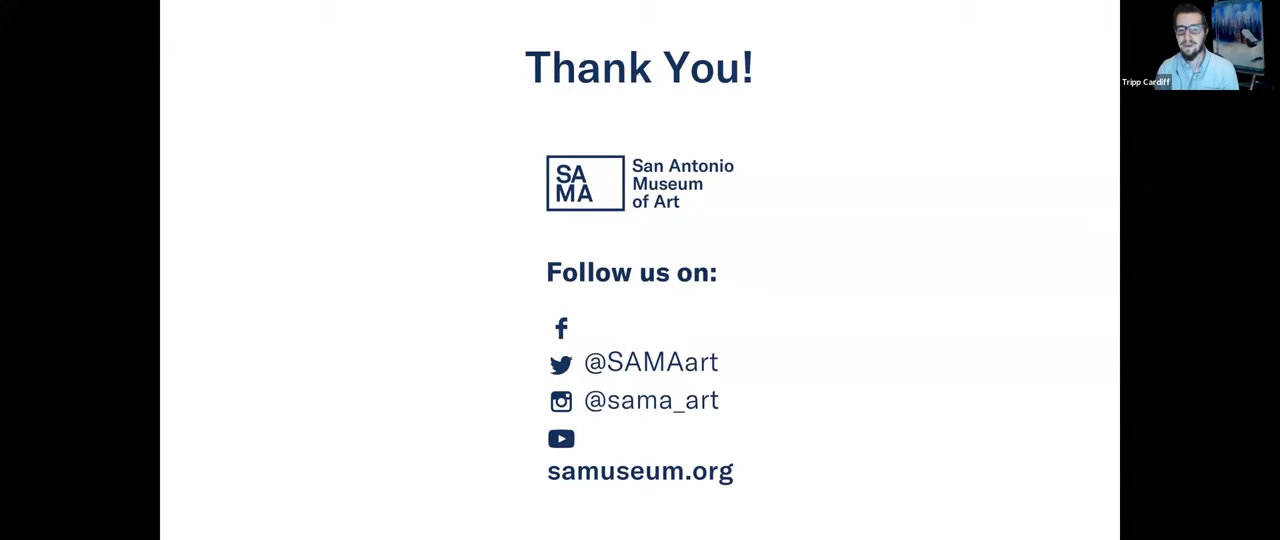 Thank You!
SA
MA
San Antonio
Museum
of Art
Follow us on:
@SAMAart
@sama_art
samuseum.org
Tripp Cardiff